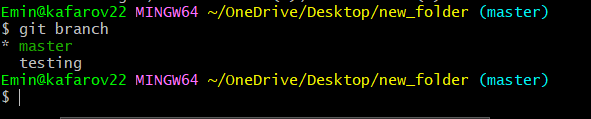 Emin@kafarov22 MINGW64 ~/OneDrive/Desktop/new_folder (master)
$ git branch
* master
  testing
Emin@kafarov22 MINGW64 ~/OneDrive/Desktop/new_folder (master)
$